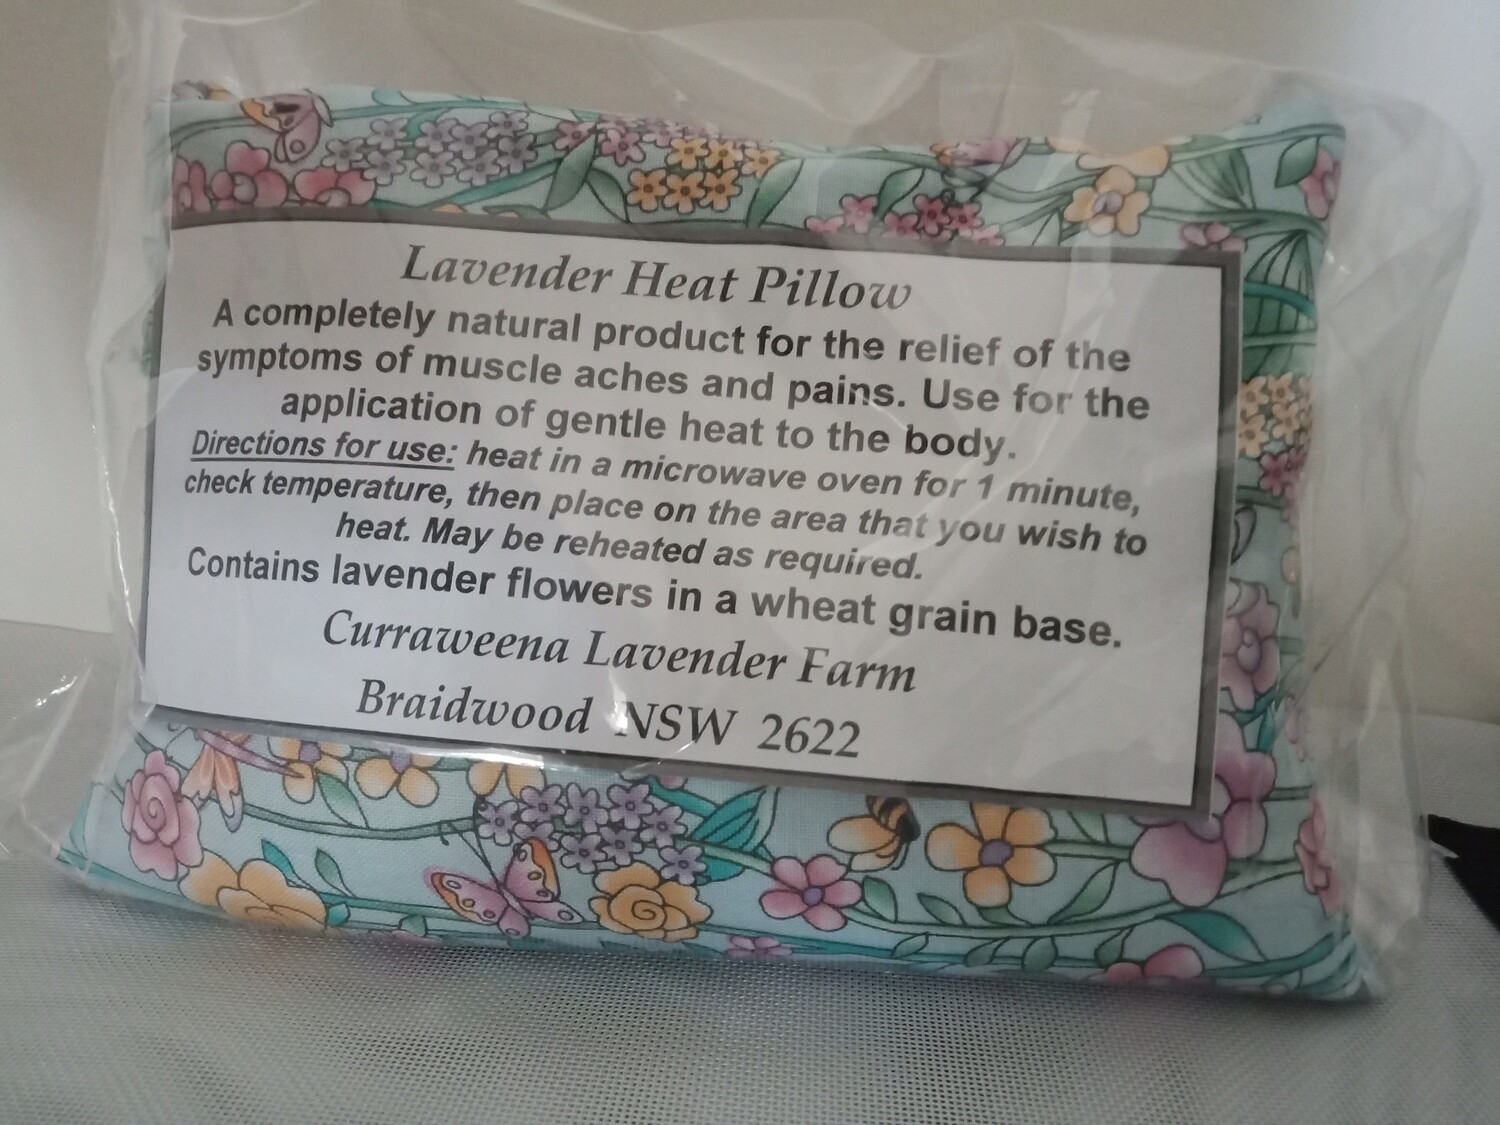 Lavender Heat Pillow
A completely natural product for the relief of the
symptoms of muscle aches and pains. Use for the
application of gentle heat to the body.
Directions for use: heat in a microwave oven for 1 minute,
check temperature, then place on the area that you wish to
heat. May be reheated as required.
Contains lavender flowers in a wheat grain base.
Curraweena Lavender Farm
Braidwood NSW 2622